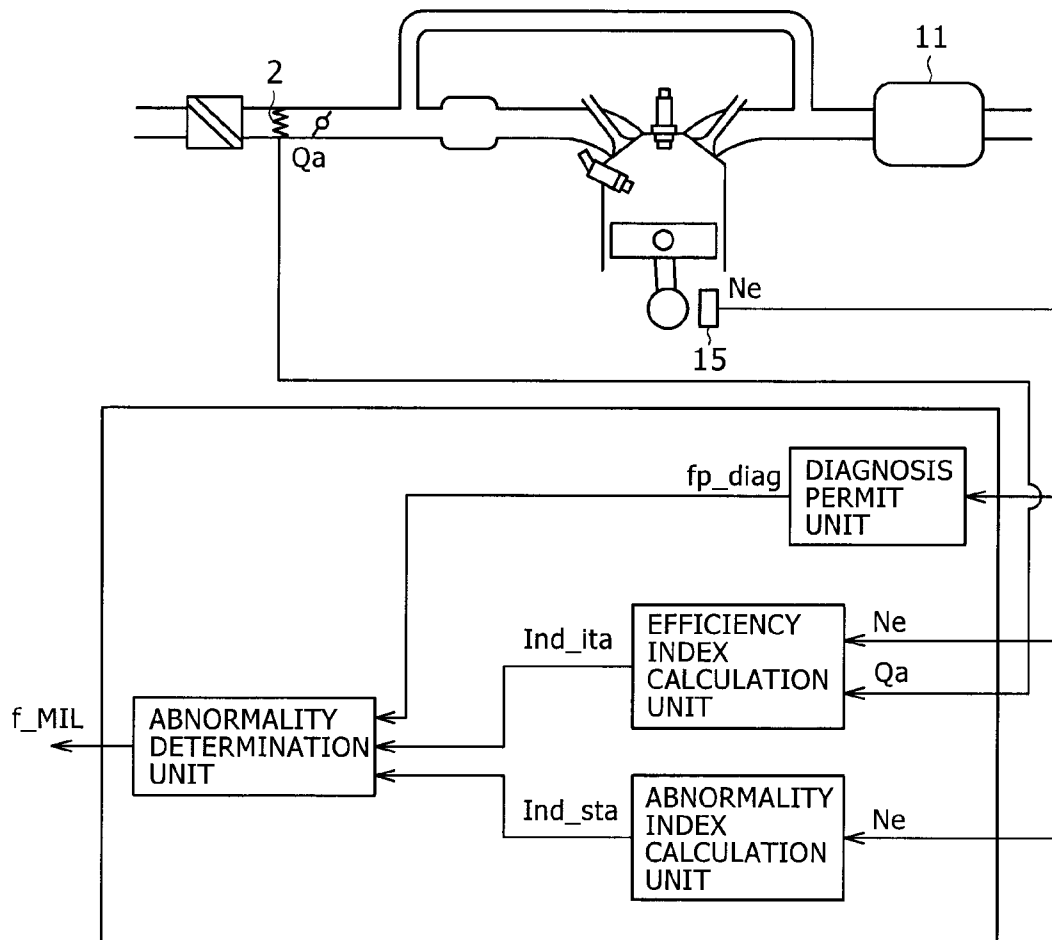 11
2
Qa
Ne
15
fp_diag
DIAGNOSIS
PERMIT
UNIT
Ind_ita
EFFICIENCY
INDEX
CALCULATION
UNIT
Ne
Qa
f_MIL
ABNORMALITY
DETERMINATION
UNIT
Ind_sta
ABNORMALITY
INDEX
CALCULATION
UNIT
Ne